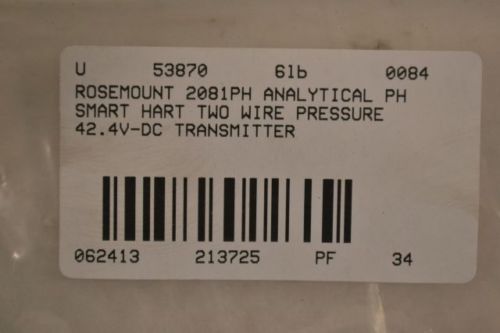 U 53870 6lb 0084
ROSEMOUNT 2081PH ANALYTICAL PH
SMART HART TWO WIRE PRESSURE
42.4V-DC TRANSMITTER
062413 213725 PF 34